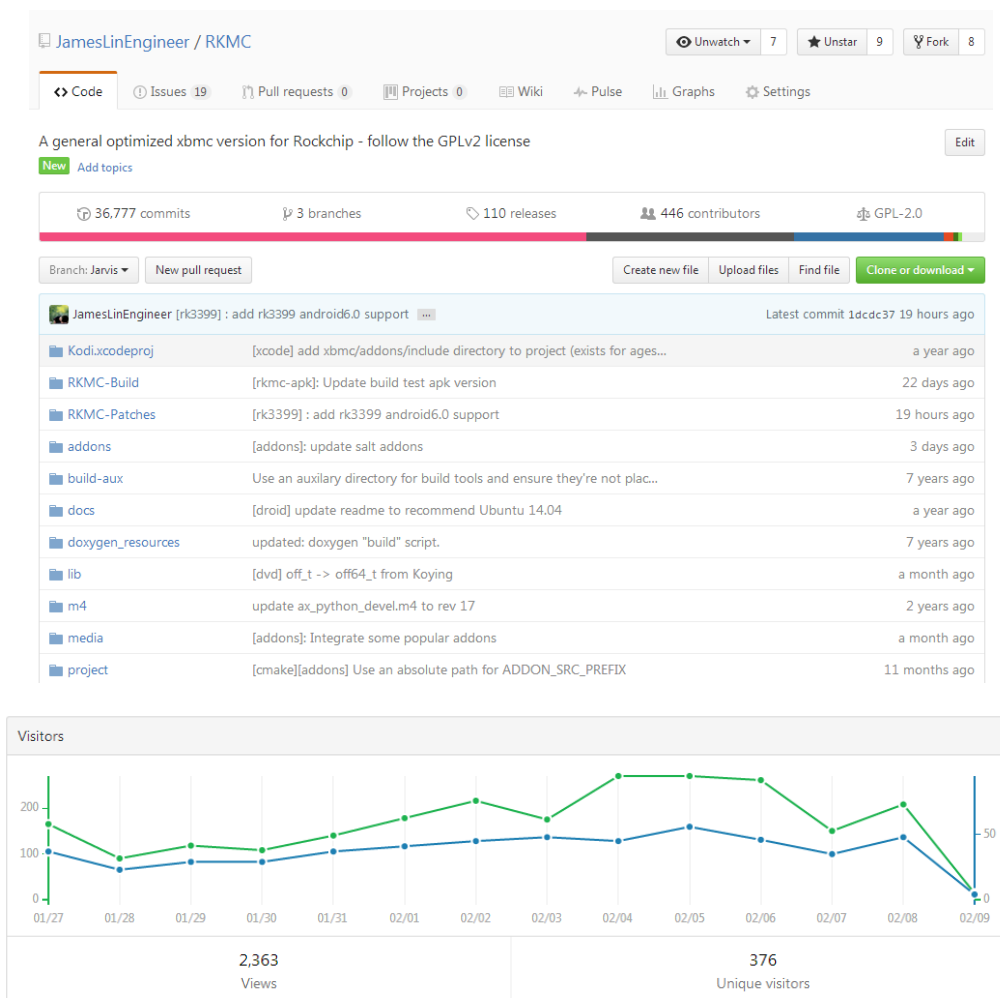 JamesLinEngineer / RKMC
Unwatch 7 Unstar 9 Fork 8
Code Issues 19 Pull requests 0 Projects 0 Wiki Pulse Graphs Settings
A general optimized xbmc version for Rockchip - follow the GPLv2 license Edit
New Add topics
36,777 commits 3 branches 110 releases 446 contributors GPL-2.0
Branch: Jarvis New pull request Create new file Upload files Find file Clone or download
JamesLinEngineer [rk3399] : add rk3399 android6.0 support ... Latest commit 1dcdc37 19 hours ago
Kodi.xcodeproj [xcode] add xbmc/addons/include directory to project (exists for ages... a year ago
RKMC-Build [rkmc-apk]: Update build test apk version 22 days ago
RKMC-Patches [rk3399] : add rk3399 android6.0 support 19 hours ago
addons [addons]: update salt addons 3 days ago
build-aux Use an auxilary directory for build tools and ensure they're not plac... 7 years ago
docs [droid] update readme to recommend Ubuntu 14.04 a year ago
doxygen_resources updated: doxygen "build" script. 7 years ago
lib [dvd] off_t -> off64_t from Koying a month ago
m4 update ax_python_devel.m4 to rev 17 2 years ago
media [addons]: Integrate some popular addons a month ago
project [cmake][addons] Use an absolute path for ADDON_SRC_PREFIX 11 months ago
Visitors
200
100 50
0 0
01/27 01/28 01/29 01/30 01/31 02/01 02/02 02/03 02/04 02/05 02/06 02/07 02/08 02/09
2,363 376
Views Unique visitors